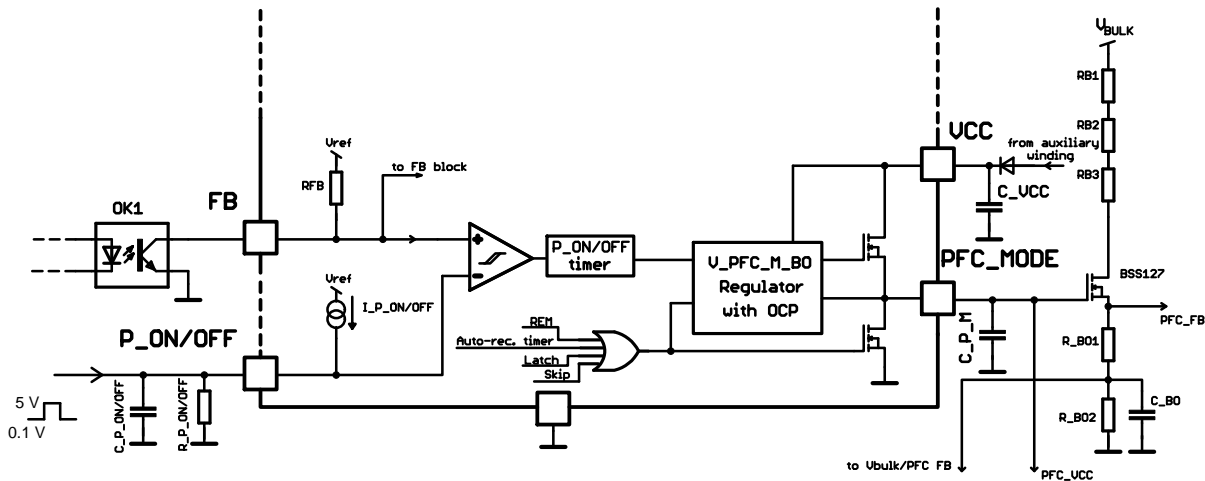 V_BULK
RB1
RB2
RB3
VCC
from auxiliary
winding
C_VCC
Vref
RFB
to FB block
OK1
FB
P_ON/OFF
timer
V_PFC_M_BO
Regulator
with OCP
PFC_MODE
BSS127
PFC_FB
Vref
I_P_ON/OFF
P_ON/OFF
REM
Auto-rec. timer
Latch
Skip
C_P_M
R_BO1
5 V
0.1 V
C_P_ON/OFF
R_P_ON/OFF
R_BO2
C_BO
to Vbulk/PFC FB
PFC_VCC